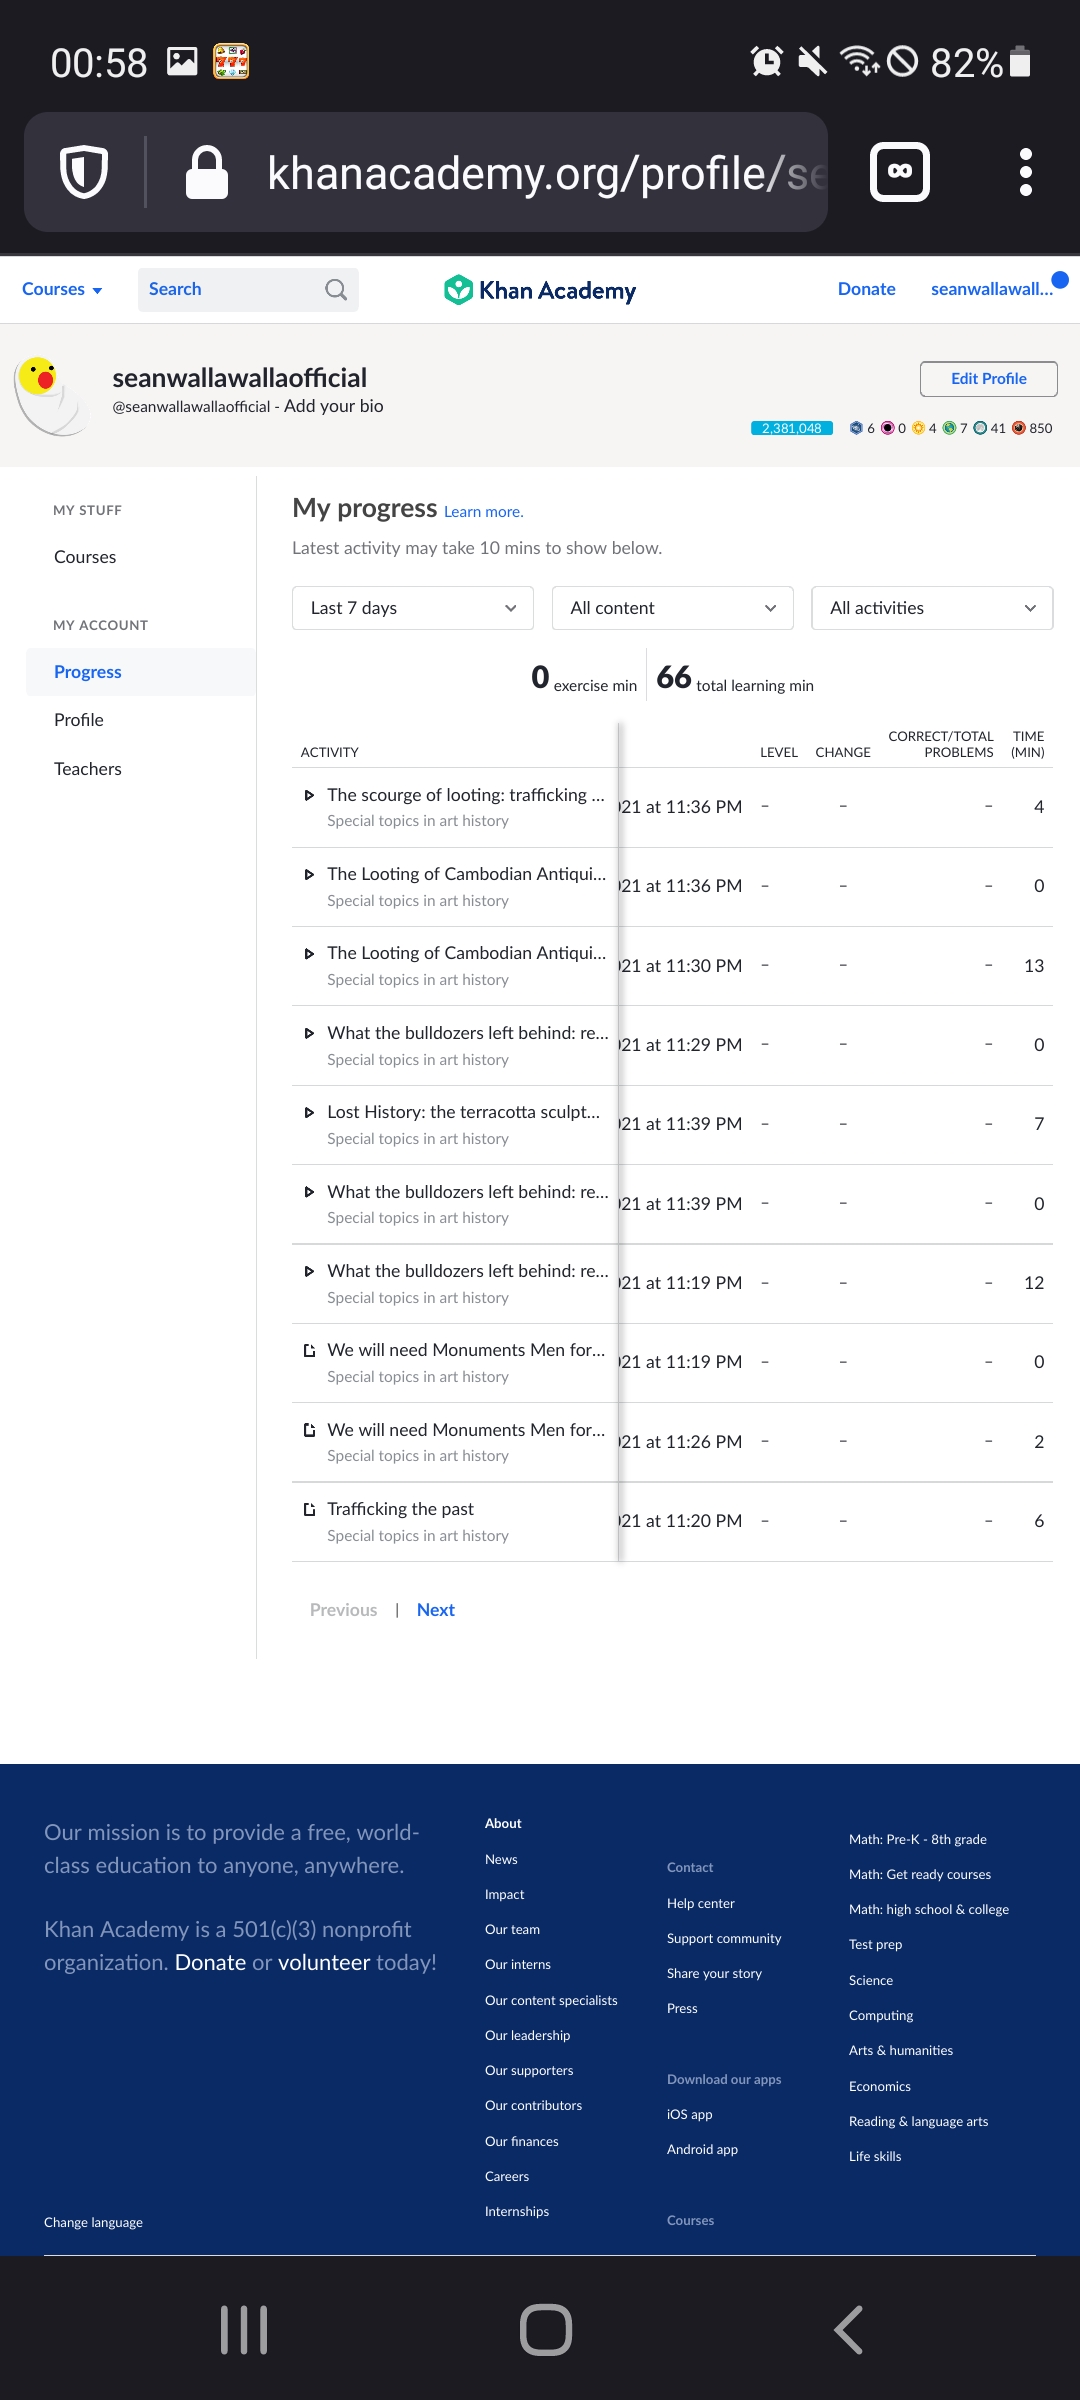 00:58
82%
khanacademy.org/profile/se
Courses
Search
Khan Academy
Donate
seanwallawall...
seanwallawallaofficial
@seanwallawallaofficial - Add your bio
Edit Profile
2,381,048 6 0 4 7 41 850
MY STUFF
Courses
MY ACCOUNT
Progress
Profile
Teachers
My progress Learn more.
Latest activity may take 10 mins to show below.
Last 7 days
All content
All activities
0 exercise min
66 total learning min
ACTIVITY LEVEL CHANGE CORRECT/TOTAL PROBLEMS TIME (MIN)
The scourge of looting: trafficking ...
Special topics in art history
21 at 11:36 PM – – – 4
The Looting of Cambodian Antiqui...
Special topics in art history
21 at 11:36 PM – – – 0
The Looting of Cambodian Antiqui...
Special topics in art history
21 at 11:30 PM – – – 13
What the bulldozers left behind: re...
Special topics in art history
21 at 11:29 PM – – – 0
Lost History: the terracotta sculpt...
Special topics in art history
21 at 11:39 PM – – – 7
What the bulldozers left behind: re...
Special topics in art history
21 at 11:39 PM – – – 0
What the bulldozers left behind: re...
Special topics in art history
21 at 11:19 PM – – – 12
We will need Monuments Men for...
Special topics in art history
21 at 11:19 PM – – – 0
We will need Monuments Men for...
Special topics in art history
21 at 11:26 PM – – – 2
Trafficking the past
Special topics in art history
21 at 11:20 PM – – – 6
Previous | Next
Our mission is to provide a free, world-
class education to anyone, anywhere.
Khan Academy is a 501(c)(3) nonprofit
organization. Donate or volunteer today!
Change language
About
News
Impact
Our team
Our interns
Our content specialists
Our leadership
Our supporters
Our contributors
Our finances
Careers
Internships
Contact
Help center
Support community
Share your story
Press
Download our apps
iOS app
Android app
Courses
Math: Pre-K - 8th grade
Math: Get ready courses
Math: high school & college
Test prep
Science
Computing
Arts & humanities
Economics
Reading & language arts
Life skills